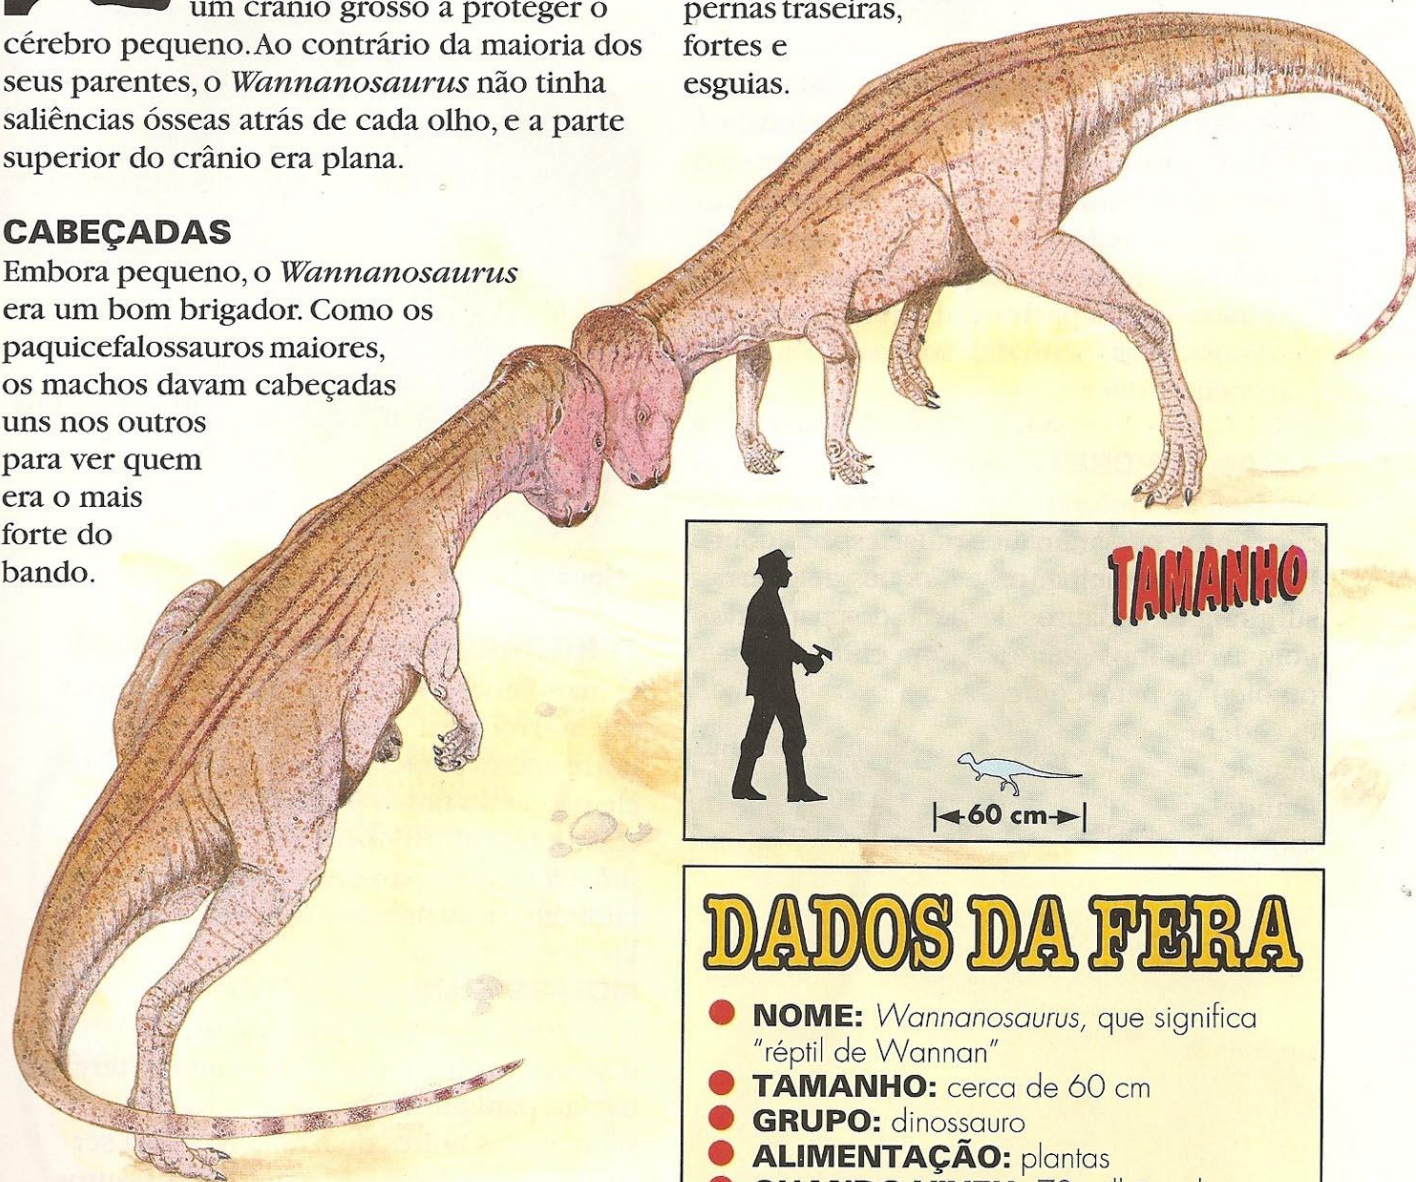 um crânio grosso a proteger o
cérebro pequeno. Ao contrário da maioria dos
seus parentes, o Wannanosaurus não tinha
saliências ósseas atrás de cada olho, e a parte
superior do crânio era plana.
CABEÇADAS
Embora pequeno, o Wannanosaurus
era um bom brigador. Como os
paquicefalossauros maiores,
os machos davam cabeçadas
uns nos outros
para ver quem
era o mais
forte do
bando.
pernas traseiras,
fortes e
esguias.
TAMANHO
60 cm
DADOS DA FERA
NOME: Wannanosaurus, que significa
"réptil de Wannan"
TAMANHO: cerca de 60 cm
GRUPO: dinossauro
ALIMENTAÇÃO: plantas